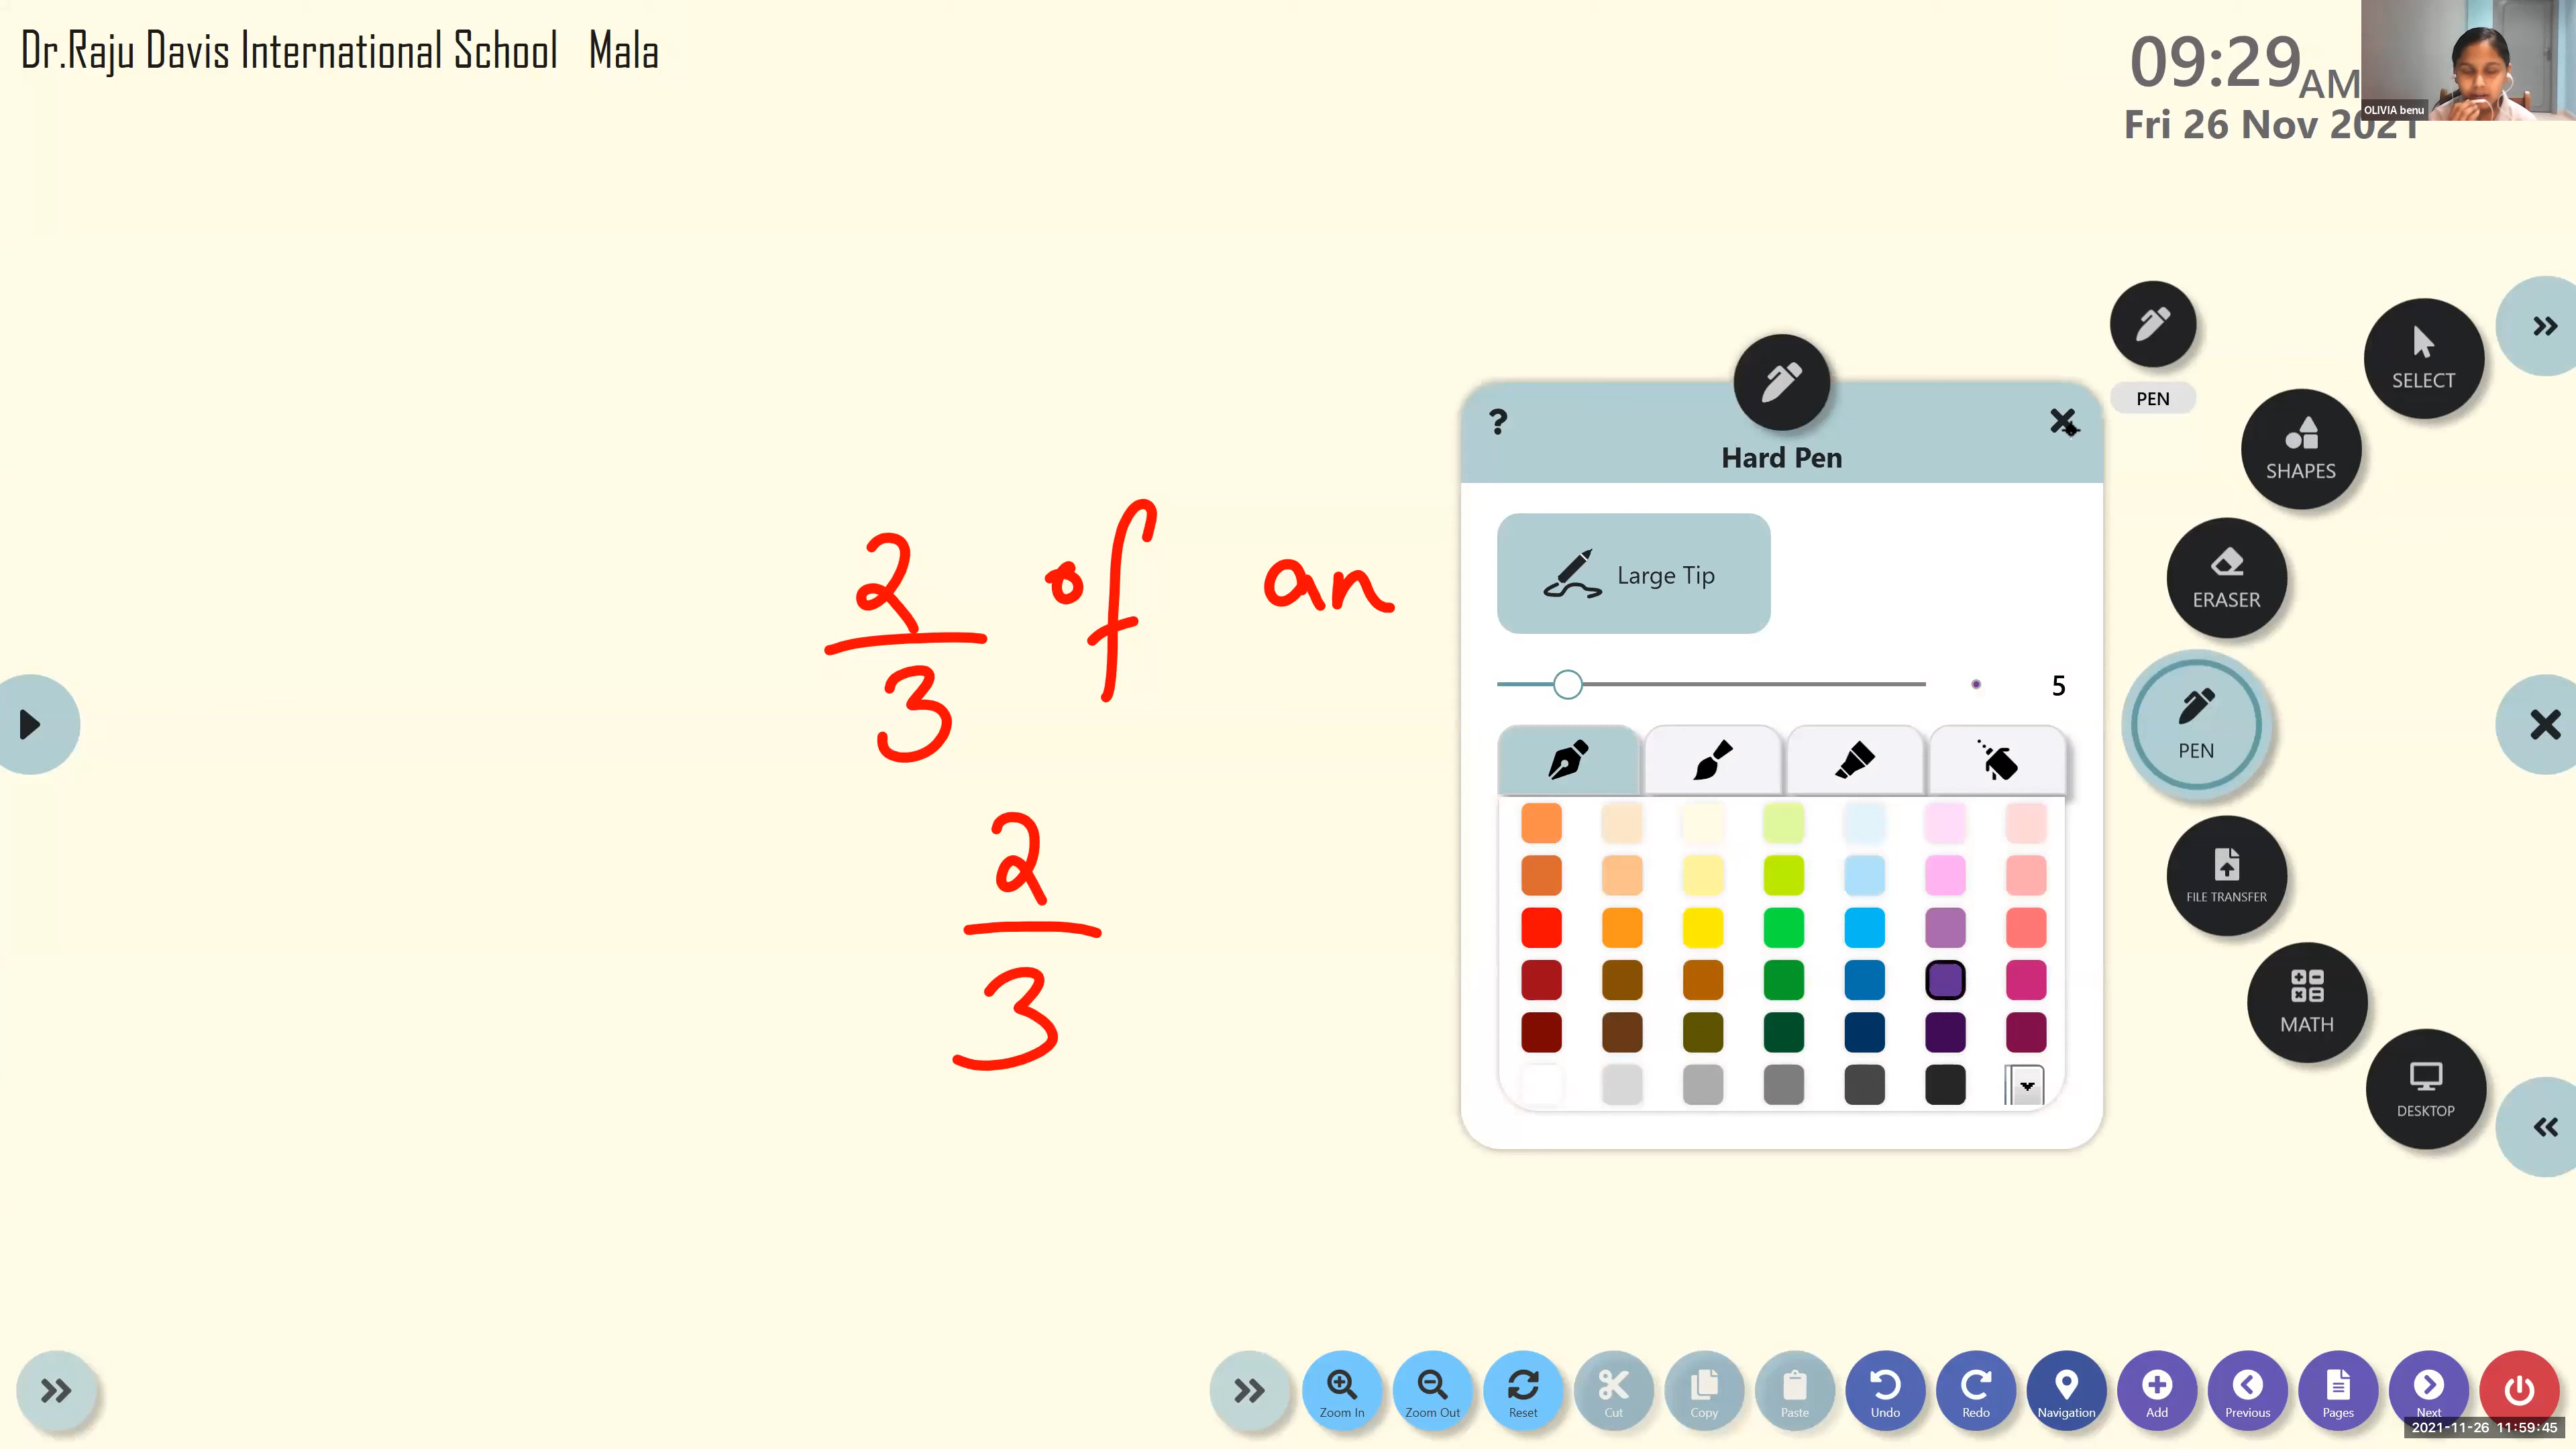 Dr.Raju Davis International School Mala
09:29 AM
OLIVIA benu
Fri 26 Nov 2021
SELECT
PEN
SHAPES
?
Hard Pen
2/3 of an
Large Tip
ERASER
5
PEN
2/3
FILE TRANSFER
MATH
DESKTOP
Zoom In Zoom Out Reset Cut Copy Paste Undo Redo Navigation Add Previous Pages Next
2021-11-26 11:59:45